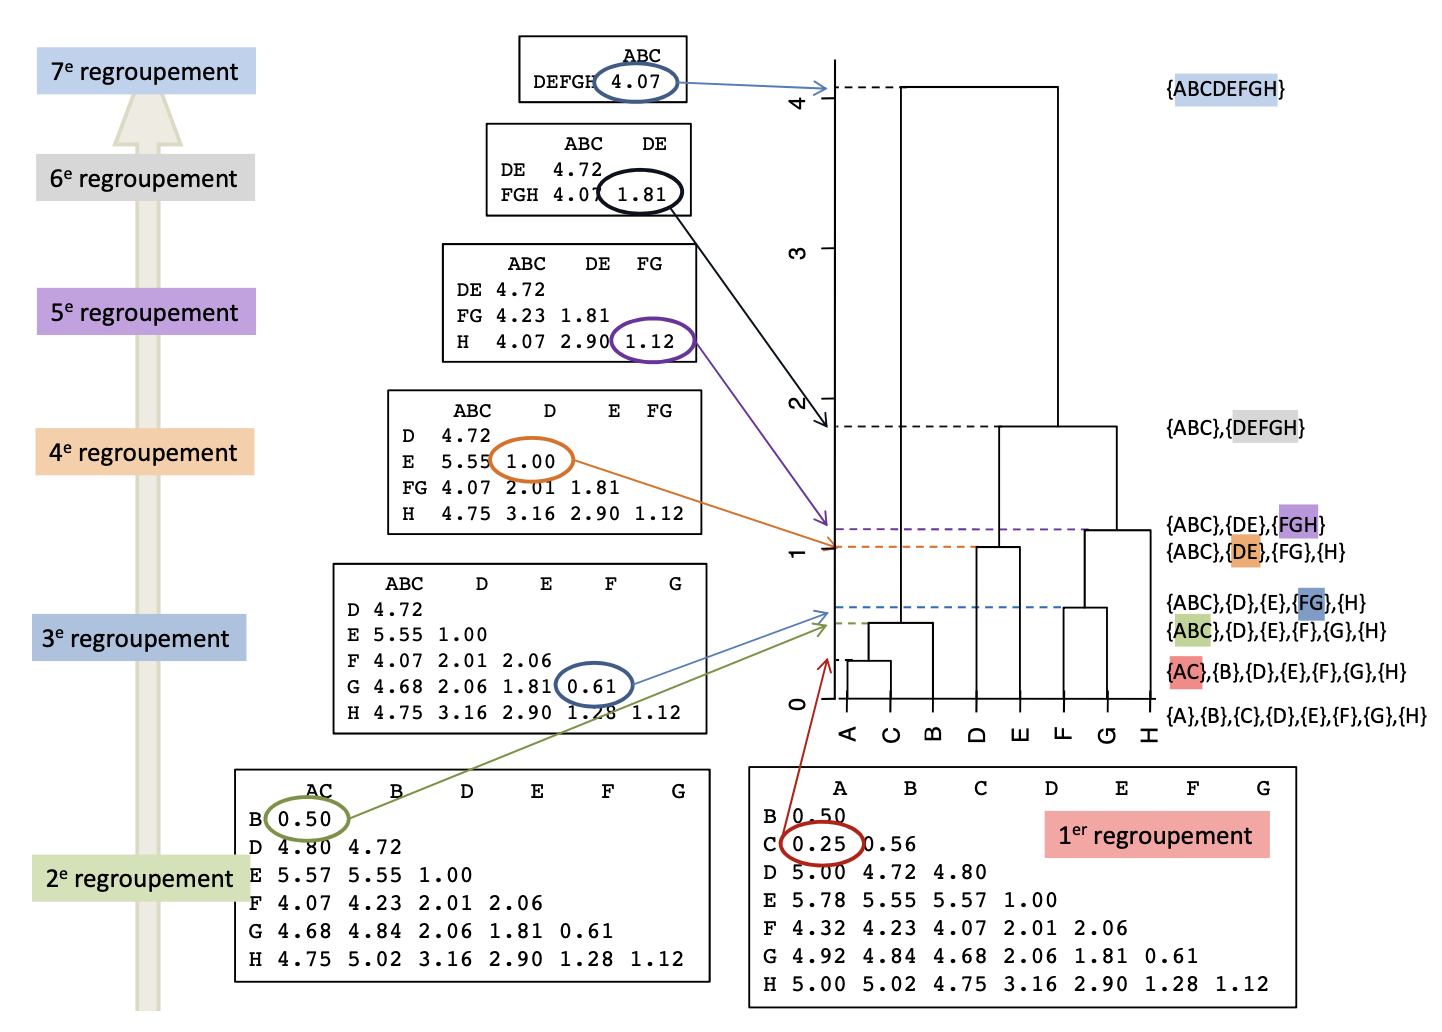 7e regroupement
6e regroupement
5e regroupement
4e regroupement
3e regroupement
2e regroupement
ABC
DEFGH 4.07
ABC DE
DE 4.72
FGH 4.07 1.81
ABC DE FG
DE 4.72
FG 4.23 1.81
H 4.07 2.90 1.12
ABC D E FG
D 4.72
E 5.55 1.00
FG 4.07 2.01 1.81
H 4.75 3.16 2.90 1.12
ABC D E F G
D 4.72
E 5.55 1.00
F 4.07 2.01 2.06
G 4.68 2.06 1.81 0.61
H 4.75 3.16 2.90 1.28 1.12
AC B D E F G
B 0.50
D 4.80 4.72
E 5.57 5.55 1.00
F 4.07 4.23 2.01 2.06
G 4.68 4.84 2.06 1.81 0.61
H 4.75 5.02 3.16 2.90 1.28 1.12
4
3
2
1
0
A C B D E F G H
{ABCDEFGH}
{ABC},{DEFGH}
{ABC},{DE},{FGH}
{ABC},{DE},{FG},{H}
{ABC},{D},{E},{FG},{H}
{ABC},{D},{E},{F},{G},{H}
{AC},{B},{D},{E},{F},{G},{H}
{A},{B},{C},{D},{E},{F},{G},{H}
A B C D E F G
B 0.50
C 0.25 0.56
D 5.00 4.72 4.80
E 5.78 5.55 5.57 1.00
F 4.32 4.23 4.07 2.01 2.06
G 4.92 4.84 4.68 2.06 1.81 0.61
H 5.00 5.02 4.75 3.16 2.90 1.28 1.12
1er regroupement